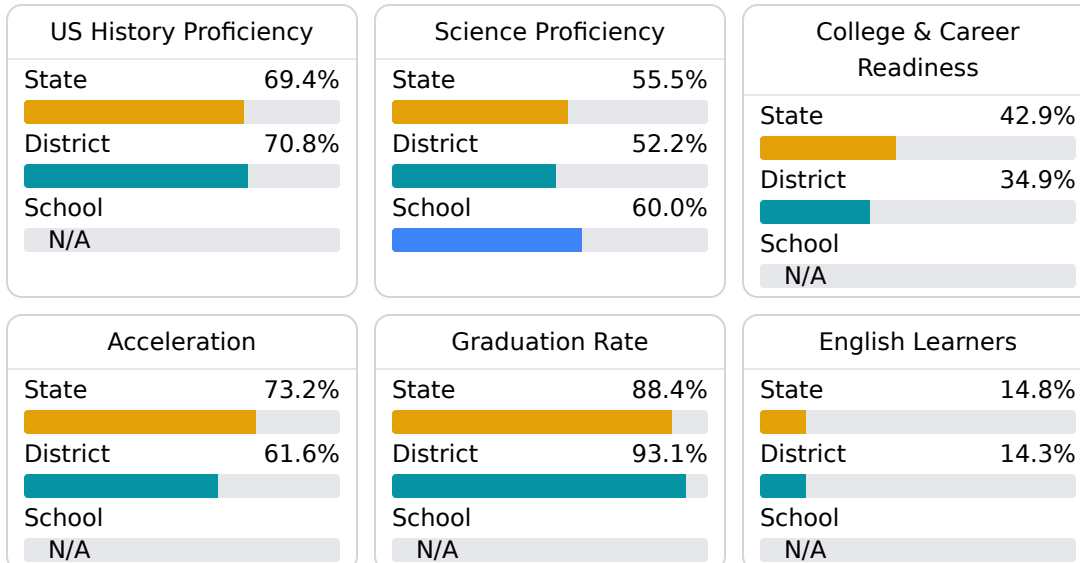 US History Proficiency
State 69.4%
District 70.8%
School
N/A
Science Proficiency
State 55.5%
District 52.2%
School 60.0%
College & Career
Readiness
State 42.9%
District 34.9%
School
N/A
Acceleration
State 73.2%
District 61.6%
School
N/A
Graduation Rate
State 88.4%
District 93.1%
School
N/A
English Learners
State 14.8%
District 14.3%
School
N/A